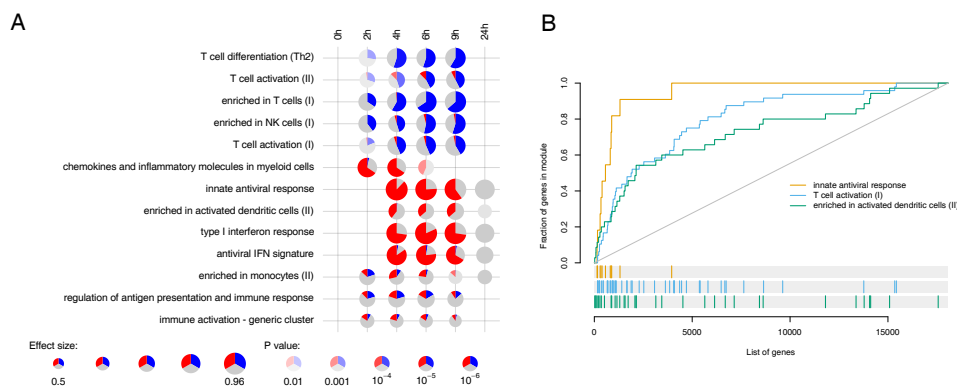 A
0h
2h
4h
6h
9h
24h
T cell differentiation (Th2)
T cell activation (II)
enriched in T cells (I)
enriched in NK cells (I)
T cell activation (I)
chemokines and inflammatory molecules in myeloid cells
innate antiviral response
enriched in activated dendritic cells (II)
type I interferon response
antiviral IFN signature
enriched in monocytes (II)
regulation of antigen presentation and immune response
immune activation - generic cluster
Effect size:
0.5
0.96
P value:
0.01
0.001
10⁻⁴
10⁻⁵
10⁻⁶
B
Fraction of genes in module
1.0
0.8
0.6
0.4
0.2
0.0
innate antiviral response
T cell activation (I)
enriched in activated dendritic cells (II)
0
5000
10000
15000
List of genes